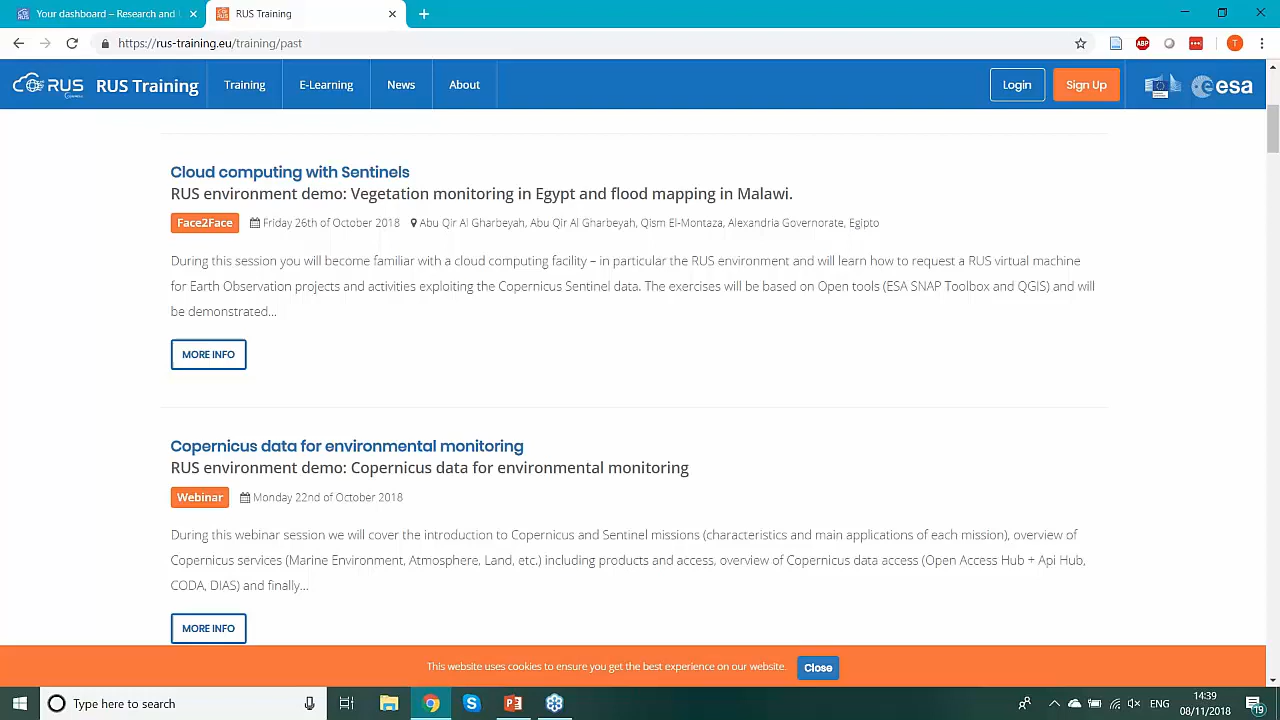 Your dashboard – Research and
RUS Training
https://rus-training.eu/training/past
ABP
T
RUS
RUS Training
Training
E-Learning
News
About
Login
Sign Up
esa
Cloud computing with Sentinels
RUS environment demo: Vegetation monitoring in Egypt and flood mapping in Malawi.
Face2Face
Friday 26th of October 2018
Abu Qir Al Gharbeyah, Abu Qir Al Gharbeyah, Qism El-Montaza, Alexandria Governorate, Egipto
During this session you will become familiar with a cloud computing facility – in particular the RUS environment and will learn how to request a RUS virtual machine
for Earth Observation projects and activities exploiting the Copernicus Sentinel data. The exercises will be based on Open tools (ESA SNAP Toolbox and QGIS) and will
be demonstrated...
MORE INFO
Copernicus data for environmental monitoring
RUS environment demo: Copernicus data for environmental monitoring
Webinar
Monday 22nd of October 2018
During this webinar session we will cover the introduction to Copernicus and Sentinel missions (characteristics and main applications of each mission), overview of
Copernicus services (Marine Environment, Atmosphere, Land, etc.) including products and access, overview of Copernicus data access (Open Access Hub + Api Hub,
CODA, DIAS) and finally...
MORE INFO
This website uses cookies to ensure you get the best experience on our website.
Close
Type here to search
ENG
14:39
08/11/2018
19